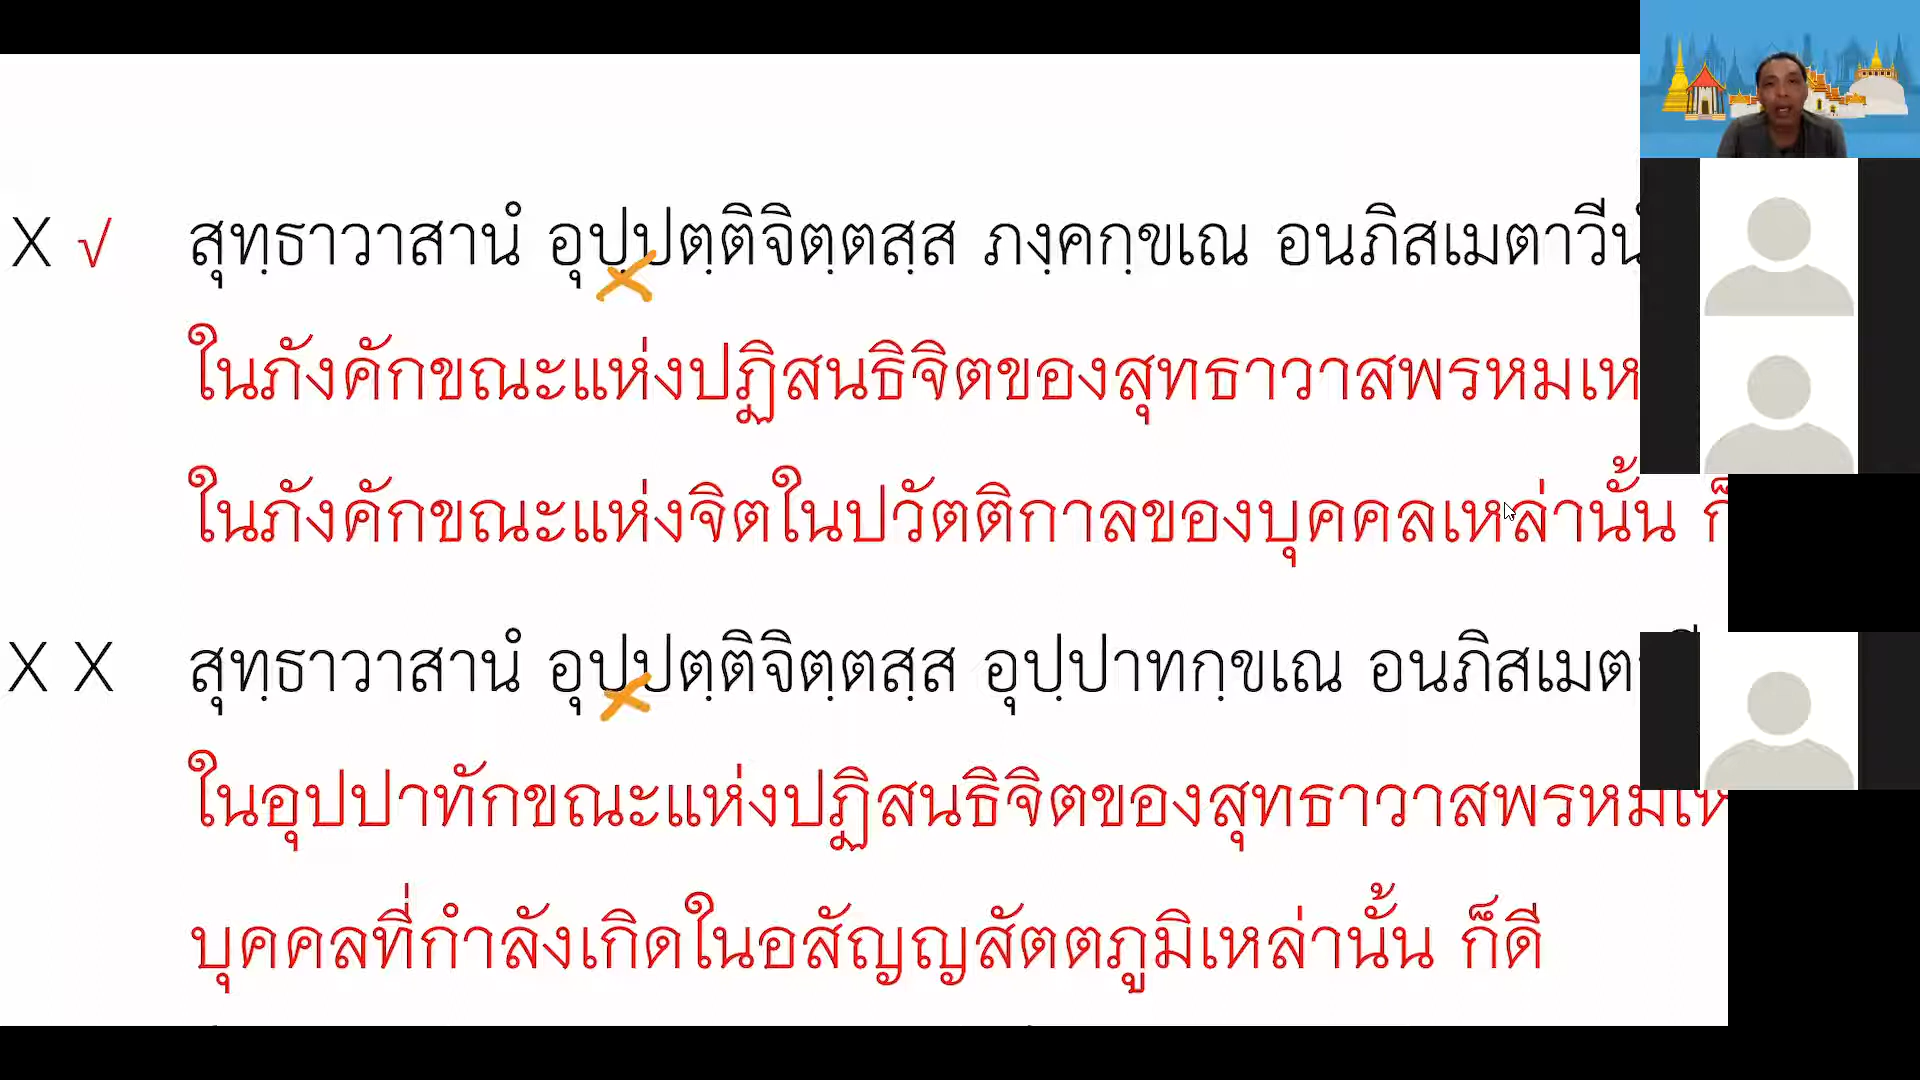 X √ สุทฺธาวาสานํ อุปฺปตฺติจิตฺตสฺส ภงฺคกฺขเณ อนภิสเมตาวีนํ
ในภังคักขณะแห่งปฏิสนธิจิตของสุทธาวาสพรหมเห
ในภังคักขณะแห่งจิตในปวัตติกาลของบุคคลเหล่านั้น ก็
X X สุทฺธาวาสานํ อุปฺปตฺติจิตฺตสฺส อุปฺปาทกฺขเณ อนภิสเมต
ในอุปปาทักขณะแห่งปฏิสนธิจิตของสุทธาวาสพรหมเห
บุคคลที่กำลังเกิดในอสัญญสัตตภูมิเหล่านั้น ก็ดี